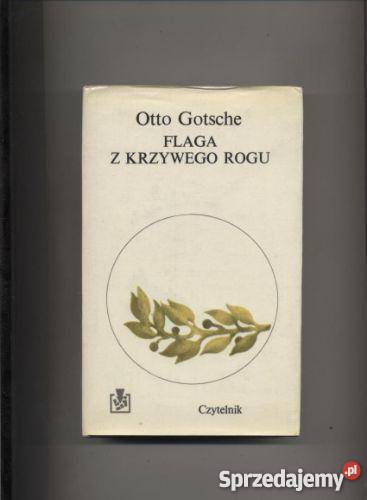 Otto Gotsche
FLAGA
Z KRZYWEGO ROGU
Czytelnik
Sprzedajemy.pl